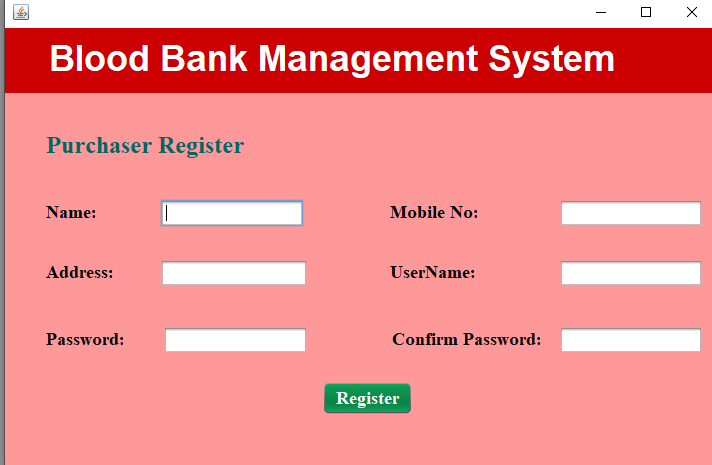 Blood Bank Management System
Purchaser Register
Name:
Mobile No:
Address:
UserName:
Password:
Confirm Password:
Register